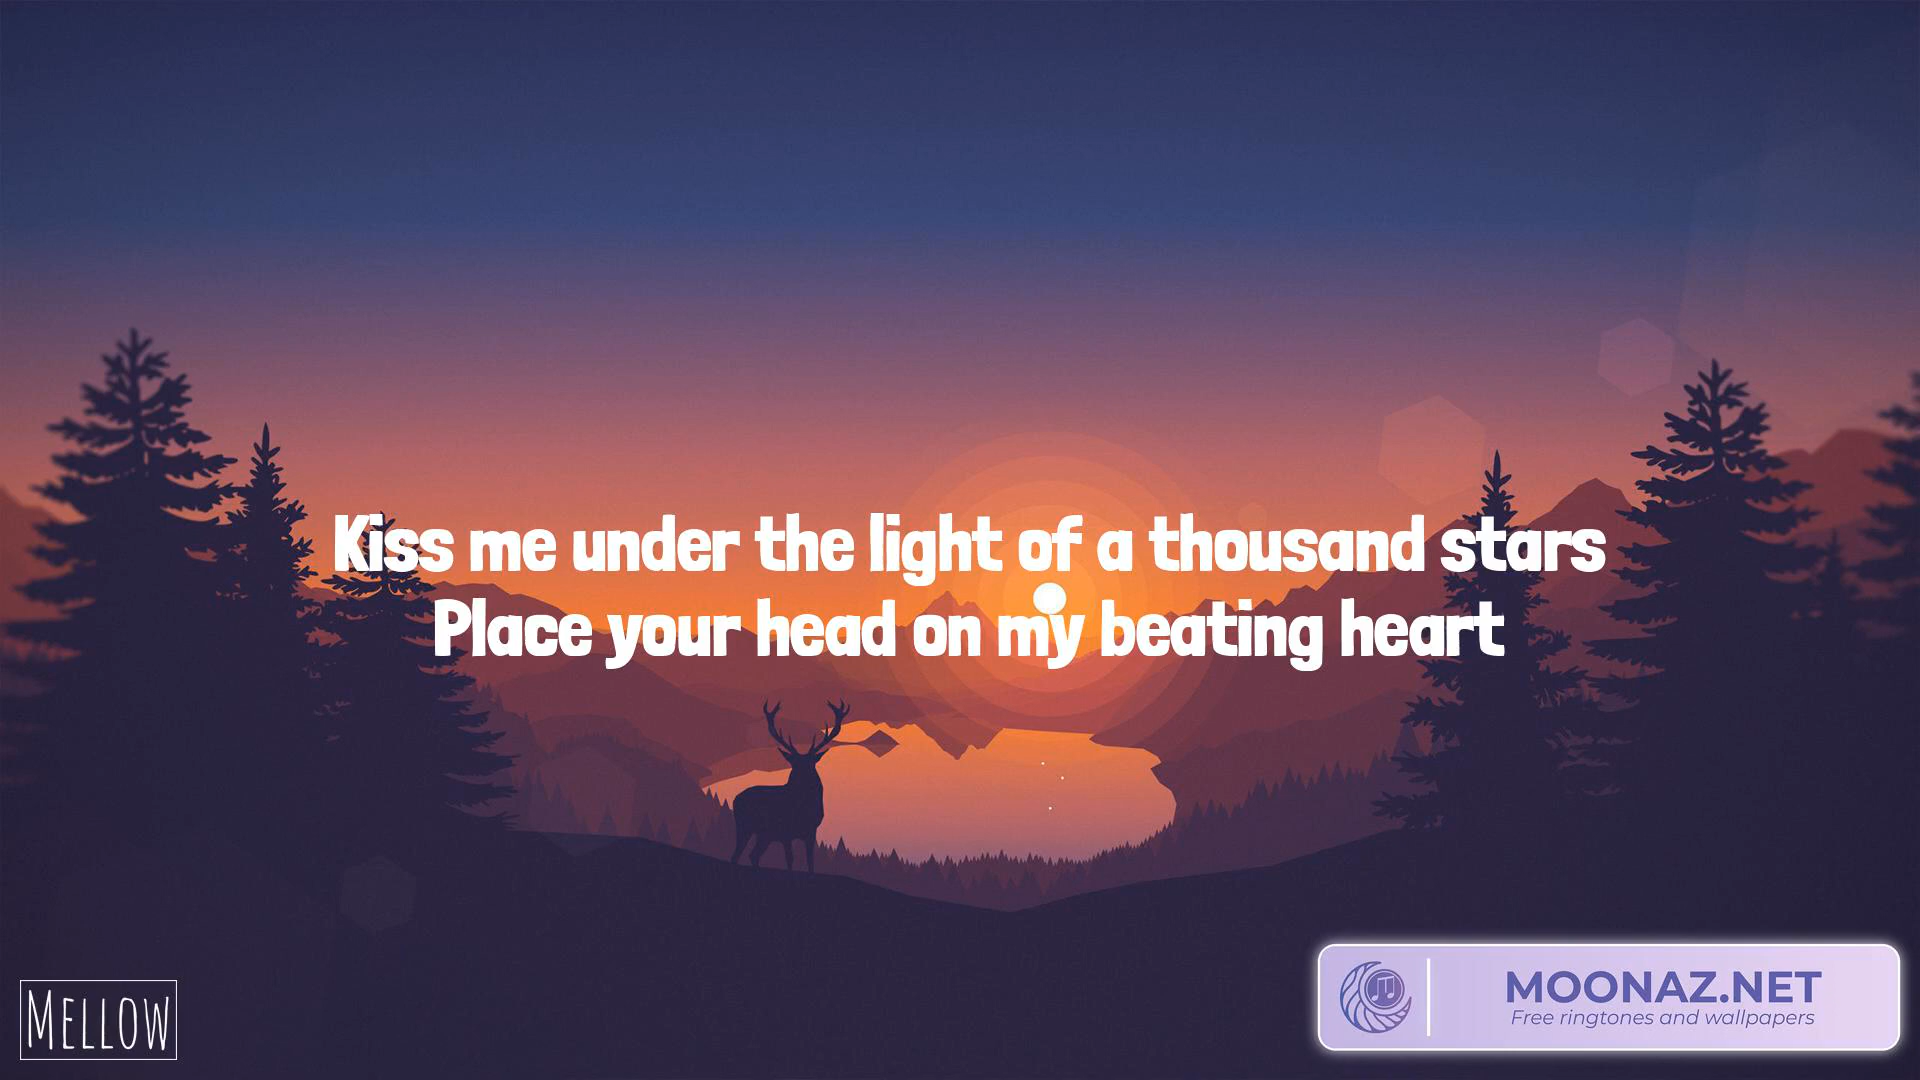 Kiss me under the light of a thousand stars
Place your head on my beating heart
MELLOW
MOONAZ.NET
Free ringtones and wallpapers